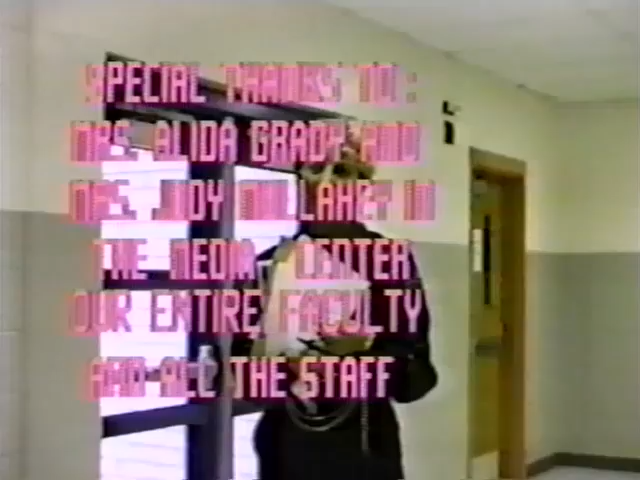 SPECIAL THANKS TO:
MRS. ALIDA GRADY AND
MRS. JUDY MULLAHEY IN
THE MEDIA CENTER
OUR ENTIRE FACULTY
AND ALL THE STAFF